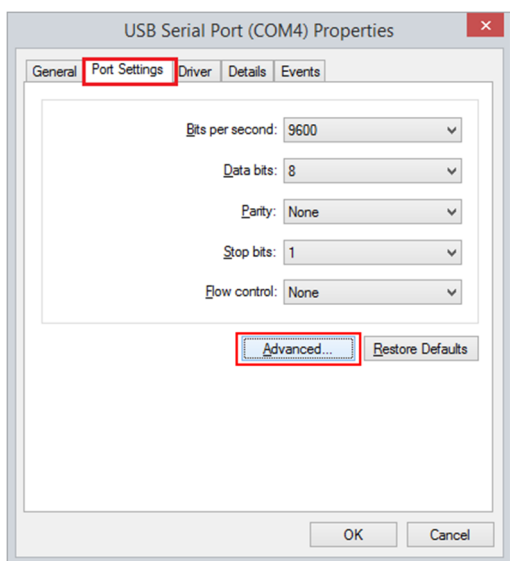 USB Serial Port (COM4) Properties
General Port Settings Driver Details Events
Bits per second: 9600
Data bits: 8
Parity: None
Stop bits: 1
Flow control: None
Advanced... Restore Defaults
OK Cancel